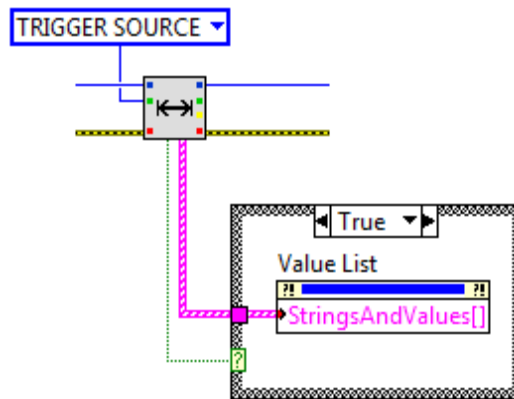 TRIGGER SOURCE
True
Value List
?! ?!
StringsAndValues[]
?